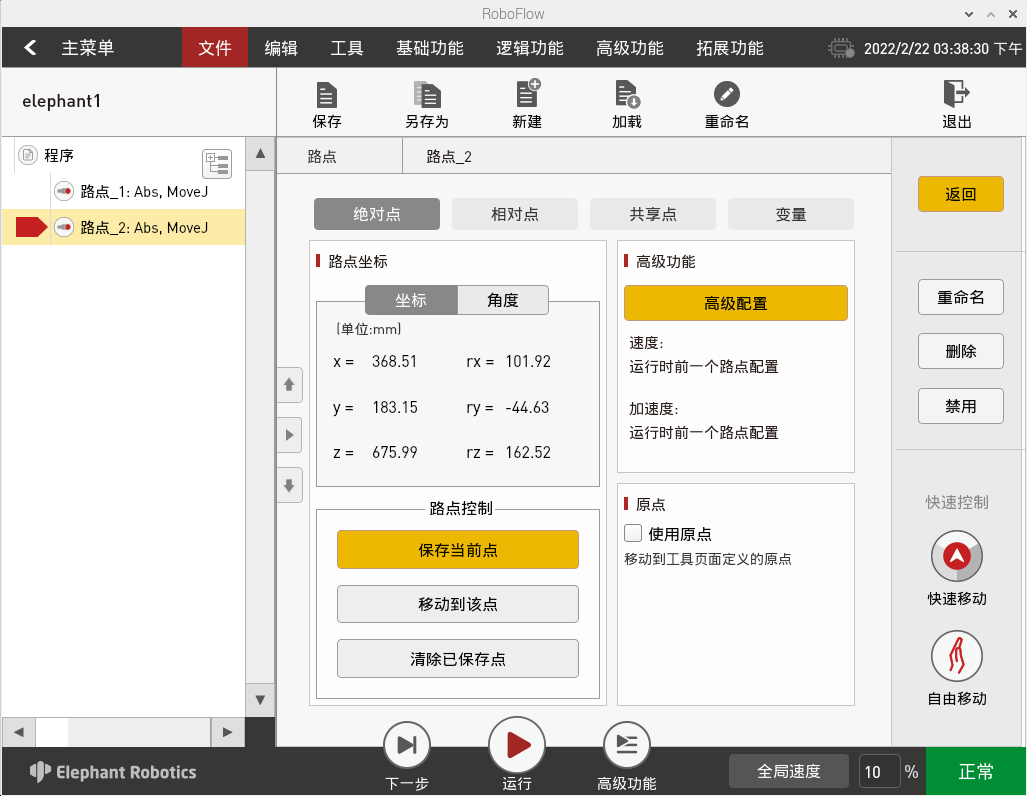 RoboFlow
主菜单 文件 编辑 工具 基础功能 逻辑功能 高级功能 拓展功能 2022/2/22 03:38:30 下午
elephant1
保存 另存为 新建 加载 重命名 退出
程序
路点_1: Abs, MoveJ
路点_2: Abs, MoveJ
路点 路点_2
绝对点 相对点 共享点 变量
路点坐标
坐标 角度
(单位:mm)
x = 368.51 rx = 101.92
y = 183.15 ry = -44.63
z = 675.99 rz = 162.52
路点控制
保存当前点
移动到该点
清除已保存点
高级功能
高级配置
速度:
运行时前一个路点配置
加速度:
运行时前一个路点配置
原点
使用原点
移动到工具页面定义的原点
返回
重命名
删除
禁用
快速控制
快速移动
自由移动
Elephant Robotics
下一步 运行 高级功能
全局速度 10 % 正常